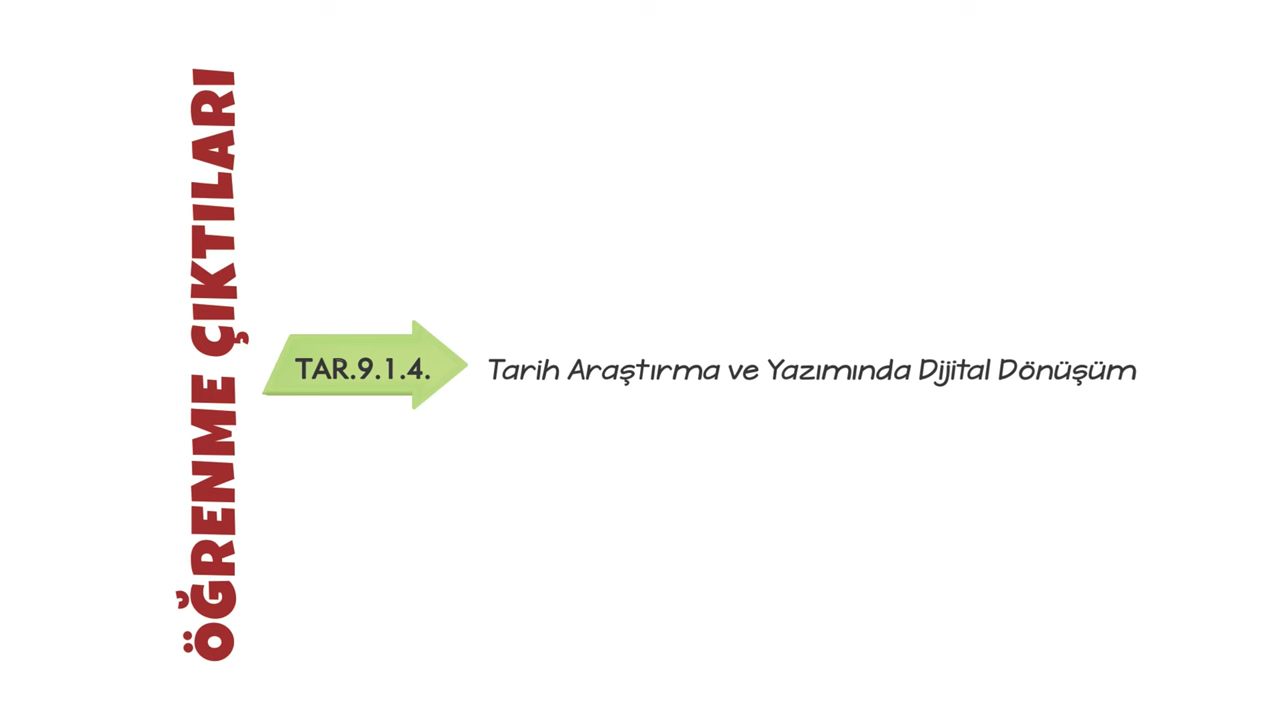 ÖĞRENME ÇIKTILARI
TAR.9.1.4.
Tarih Araştırma ve Yazımında Dijital Dönüşüm